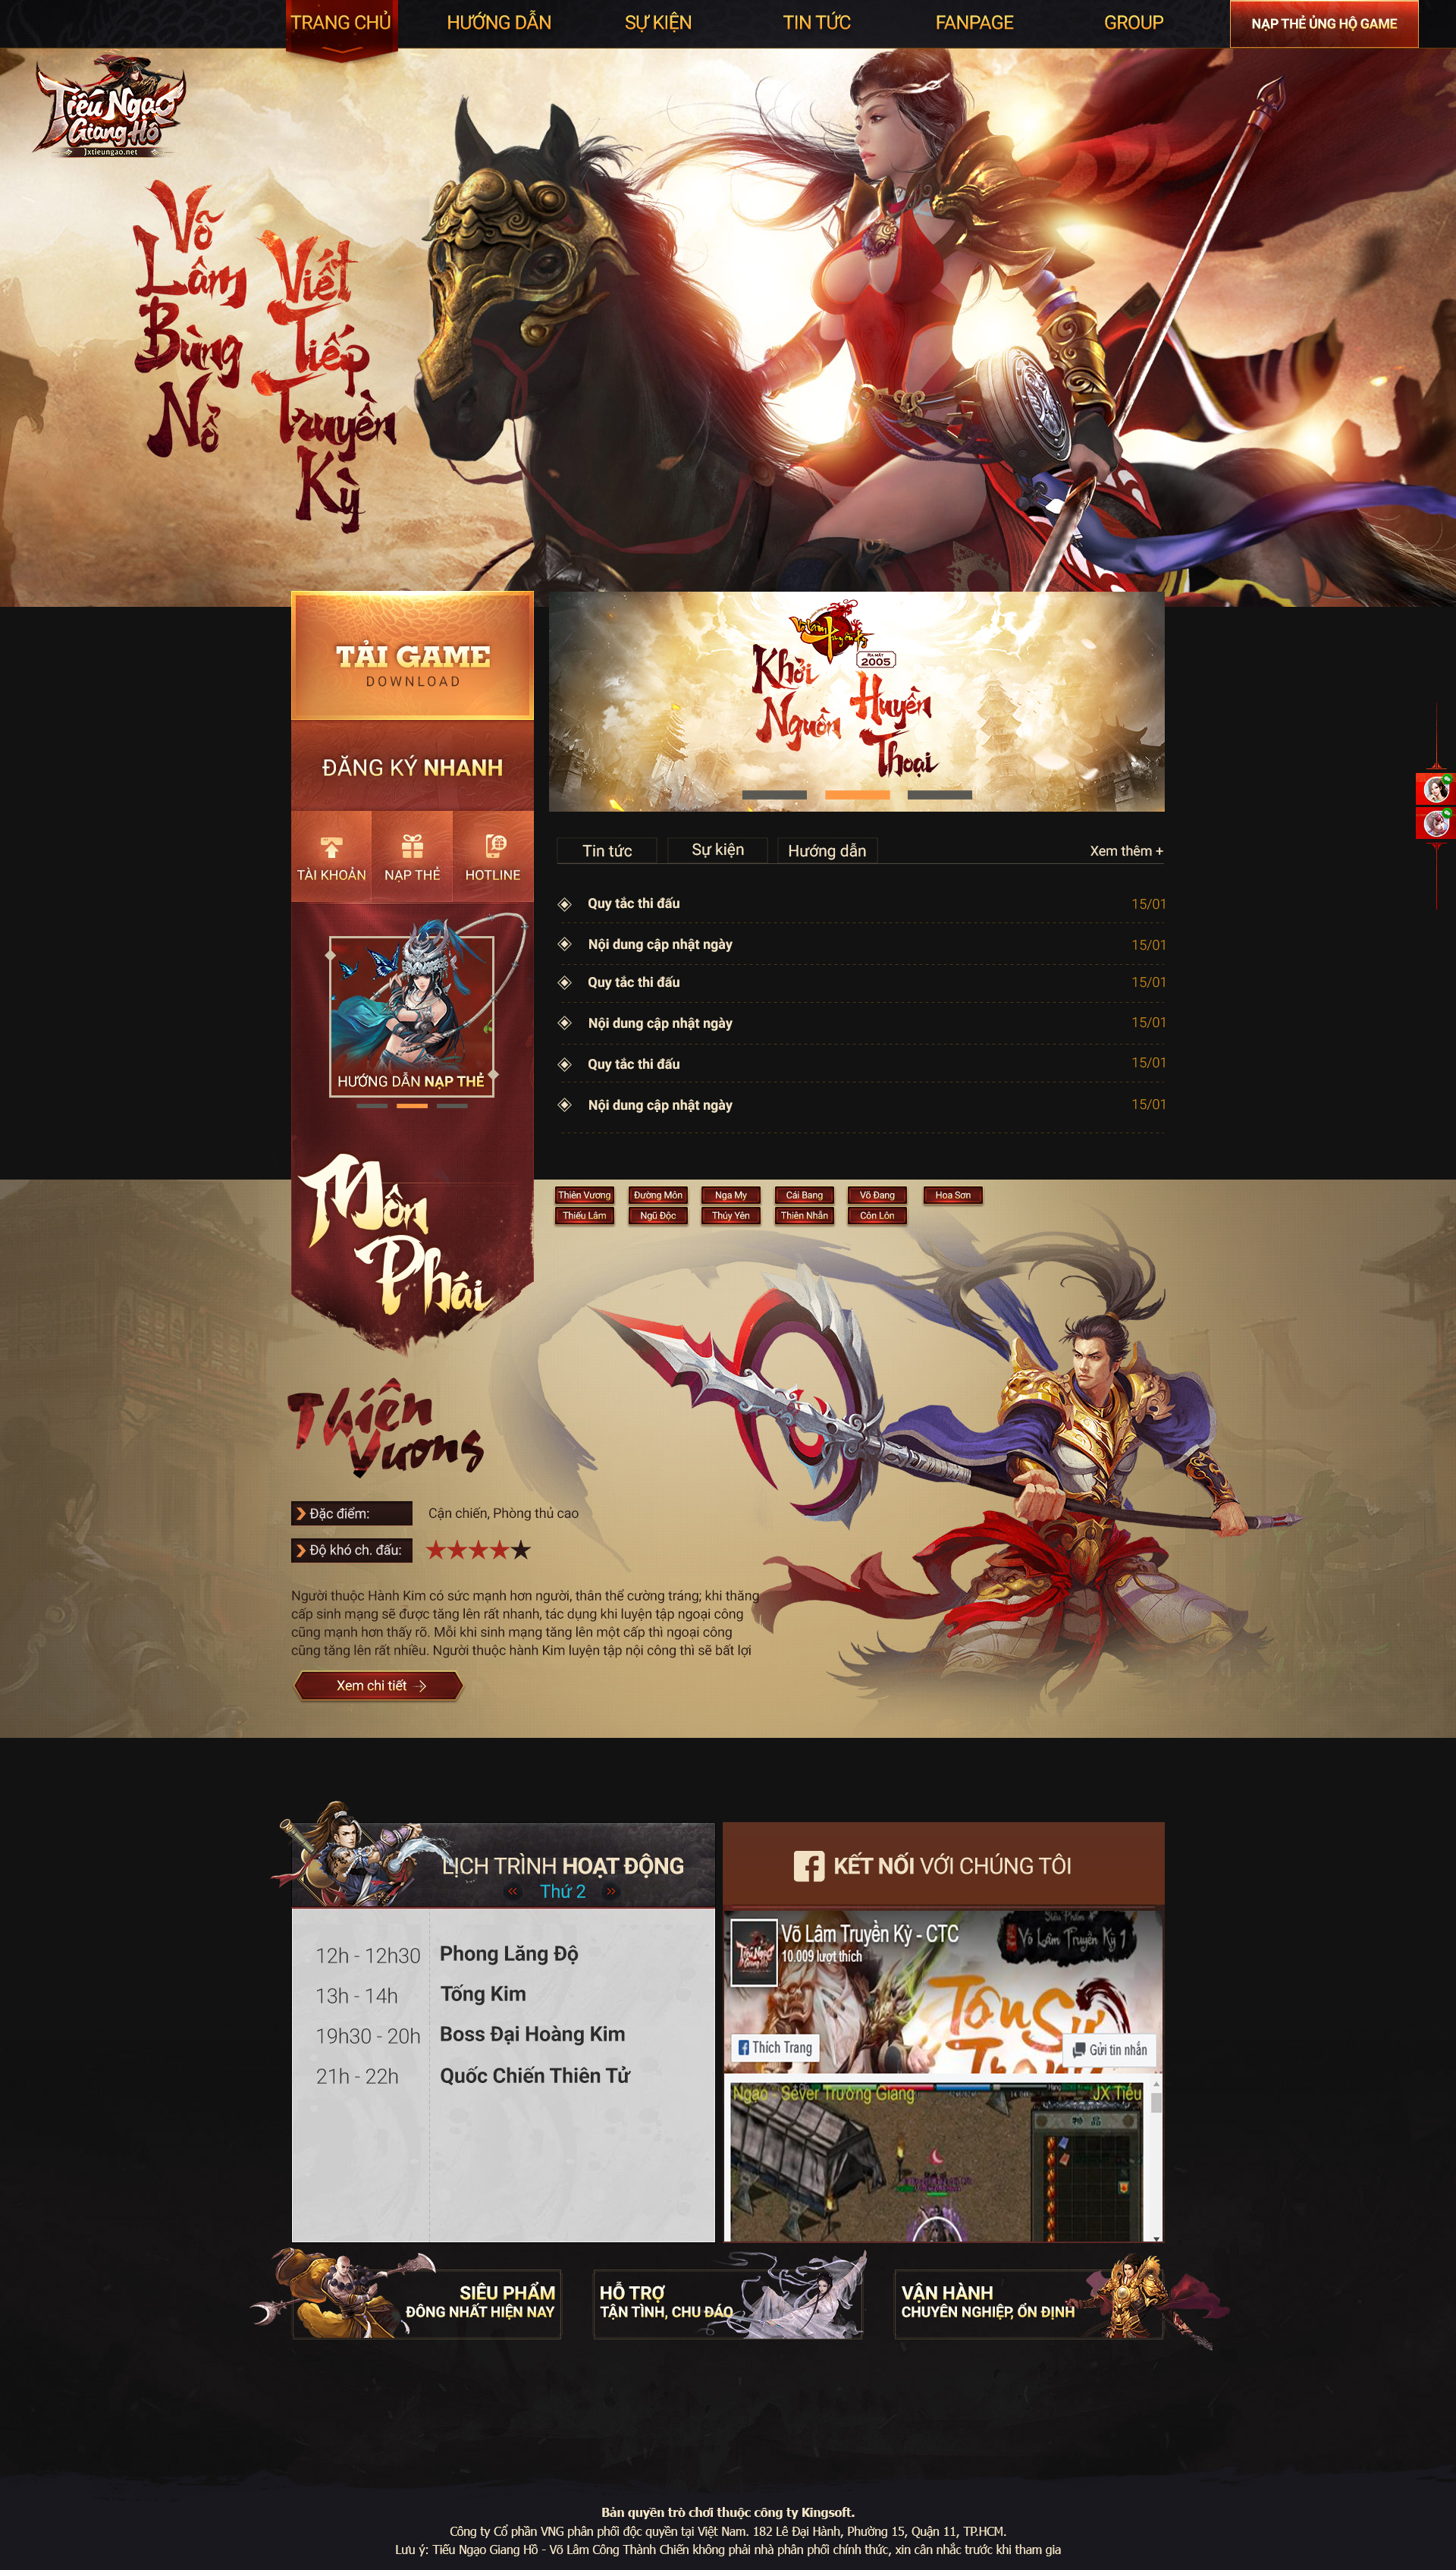 TRANG CHỦ
HƯỚNG DẪN
SỰ KIỆN
TIN TỨC
FANPAGE
GROUP
NẠP THẺ ỦNG HỘ GAME
Tiếu Ngạo
Giang Hồ
Jxtieungao.net
Võ
Lâm
Bùng
Nổ
Viết
Tiếp
Truyền
Kỳ
TẢI GAME
DOWNLOAD
ĐĂNG KÝ NHANH
TÀI KHOẢN
NẠP THẺ
HOTLINE
HƯỚNG DẪN NẠP THẺ
Võ Lâm Truyền Kỳ
RA MẮT
2005
Khởi
Nguồn
Huyền
Thoại
Tin tức
Sự kiện
Hướng dẫn
Xem thêm +
Quy tắc thi đấu 15/01
Nội dung cập nhật ngày 15/01
Quy tắc thi đấu 15/01
Nội dung cập nhật ngày 15/01
Quy tắc thi đấu 15/01
Nội dung cập nhật ngày 15/01
Môn
Phái
Thiên Vương
Đường Môn
Nga My
Cái Bang
Võ Đang
Hoa Sơn
Thiếu Lâm
Ngũ Độc
Thúy Yên
Thiên Nhẫn
Côn Lôn
Thiên
Vương
Đặc điểm:
Cận chiến, Phòng thủ cao
Độ khó ch. đấu:
Người thuộc Hành Kim có sức mạnh hơn người, thân thể cường tráng; khi thăng
cấp sinh mạng sẽ được tăng lên rất nhanh, tác dụng khi luyện tập ngoại công
cũng mạnh hơn thấy rõ. Mỗi khi sinh mạng tăng lên một cấp thì ngoại công
cũng tăng lên rất nhiều. Người thuộc hành Kim luyện tập nội công thì sẽ bất lợi
Xem chi tiết
LỊCH TRÌNH HOẠT ĐỘNG
Thứ 2
12h - 12h30 Phong Lăng Độ
13h - 14h Tống Kim
19h30 - 20h Boss Đại Hoàng Kim
21h - 22h Quốc Chiến Thiên Tử
KẾT NỐI VỚI CHÚNG TÔI
Võ Lâm Truyền Kỳ - CTC
10.009 lượt thích
Siêu Phẩm
Võ Lâm Truyền Kỳ 1
Tôn Sư
Thích Trang
Gửi tin nhắn
Ngạo - Sever Trường Giang
JX Tiếu
SIÊU PHẨM
ĐÔNG NHẤT HIỆN NAY
HỖ TRỢ
TẬN TÌNH, CHU ĐÁO
VẬN HÀNH
CHUYÊN NGHIỆP, ỔN ĐỊNH
Bản quyền trò chơi thuộc công ty Kingsoft.
Công ty Cổ phần VNG phân phối độc quyền tại Việt Nam. 182 Lê Đại Hành, Phường 15, Quận 11, TP.HCM.
Lưu ý: Tiếu Ngạo Giang Hồ - Võ Lâm Công Thành Chiến không phải nhà phân phối chính thức, xin cân nhắc trước khi tham gia